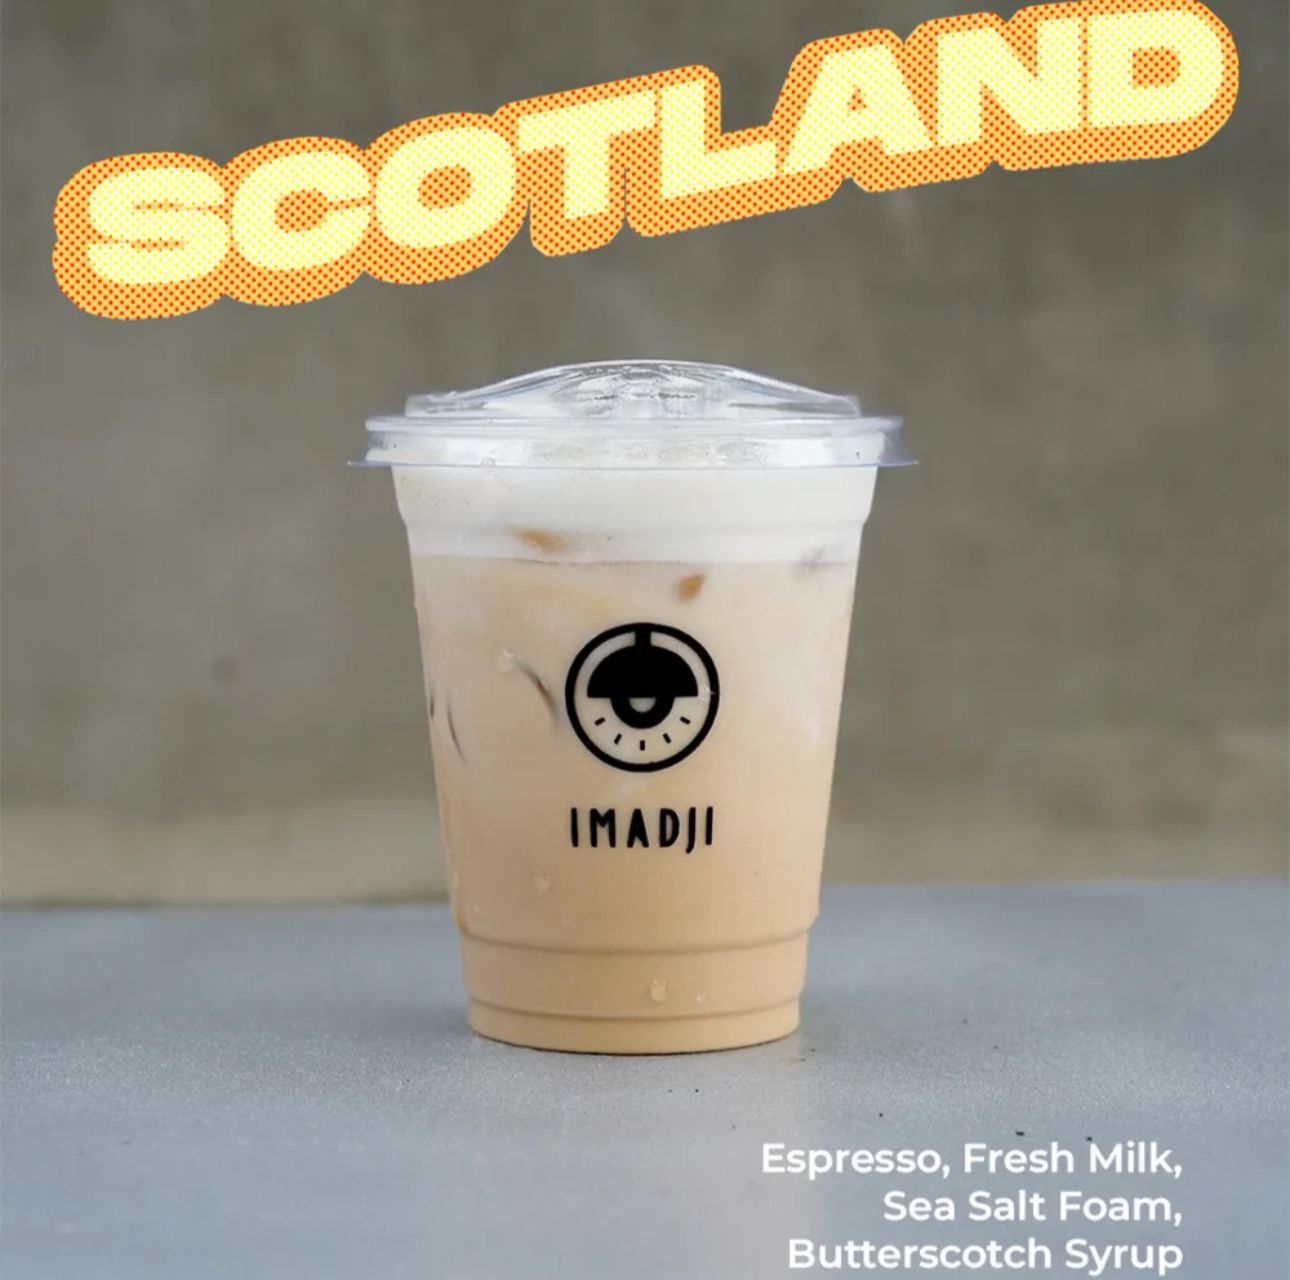 SCOTLAND
IMADJI
Espresso, Fresh Milk,
Sea Salt Foam,
Butterscotch Syrup